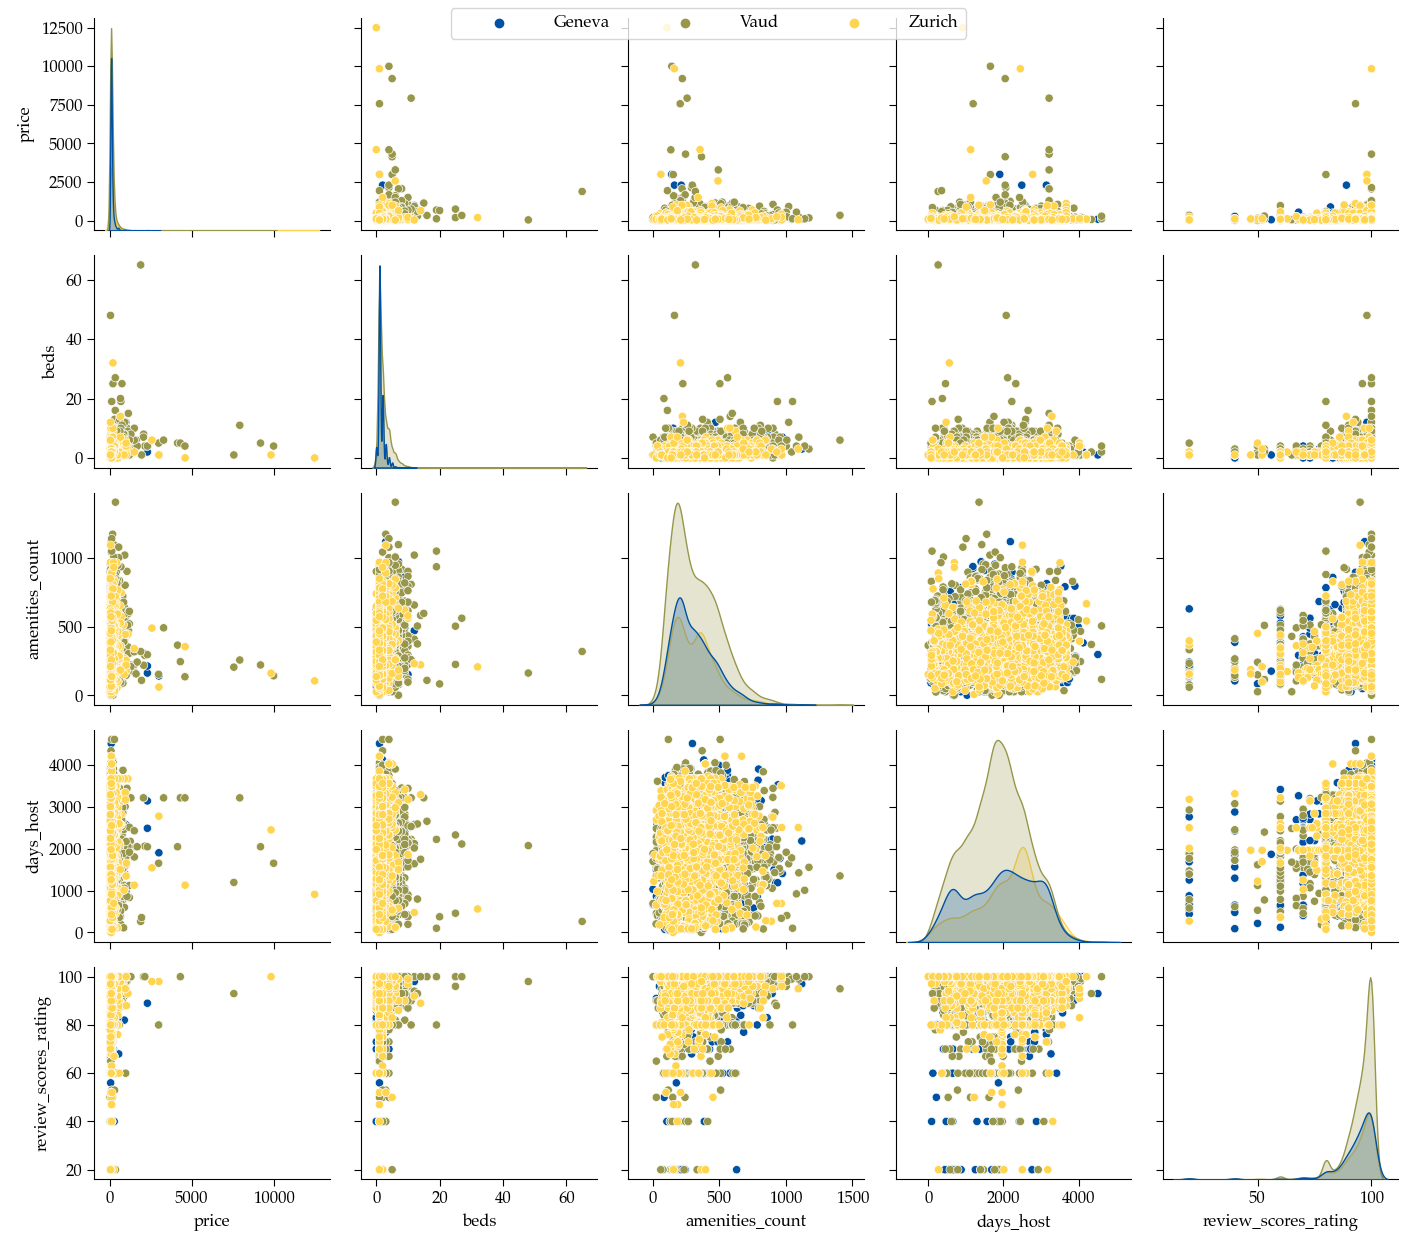 Geneva Vaud Zurich
12500
10000
7500
5000
2500
0
price
60
40
20
0
beds
1000
500
0
amenities_count
4000
3000
2000
1000
0
days_host
100
80
60
40
20
review_scores_rating
0 5000 10000
0 20 40 60
0 500 1000 1500
0 2000 4000
50 100
price
beds
amenities_count
days_host
review_scores_rating